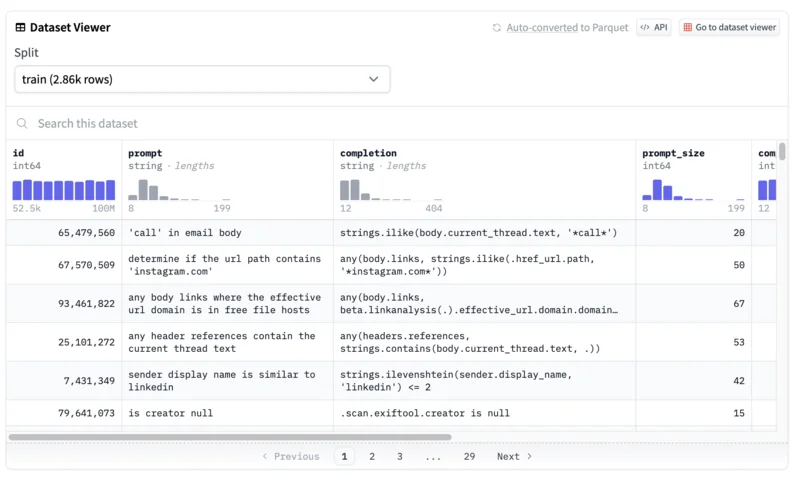 Dataset Viewer
Auto-converted to Parquet
</> API
Go to dataset viewer
Split
train (2.86k rows)
Search this dataset
id
int64
52.5k 100M
prompt
string · lengths
8 199
completion
string · lengths
12 404
prompt_size
int64
8 199
com
int
12
65,479,560
'call' in email body
strings.ilike(body.current_thread.text, '*call*')
20
67,570,509
determine if the url path contains
'instagram.com'
any(body.links, strings.ilike(.href_url.path,
'*instagram.com*'))
50
93,461,822
any body links where the effective
url domain is in free file hosts
any(body.links,
beta.linkanalysis(.).effective_url.domain.domain…
67
25,101,272
any header references contain the
current thread text
any(headers.references,
strings.contains(body.current_thread.text, .))
53
7,431,349
sender display name is similar to
linkedin
strings.ilevenshtein(sender.display_name,
'linkedin') <= 2
42
79,641,073
is creator null
.scan.exiftool.creator is null
15
< Previous 1 2 3 ... 29 Next >